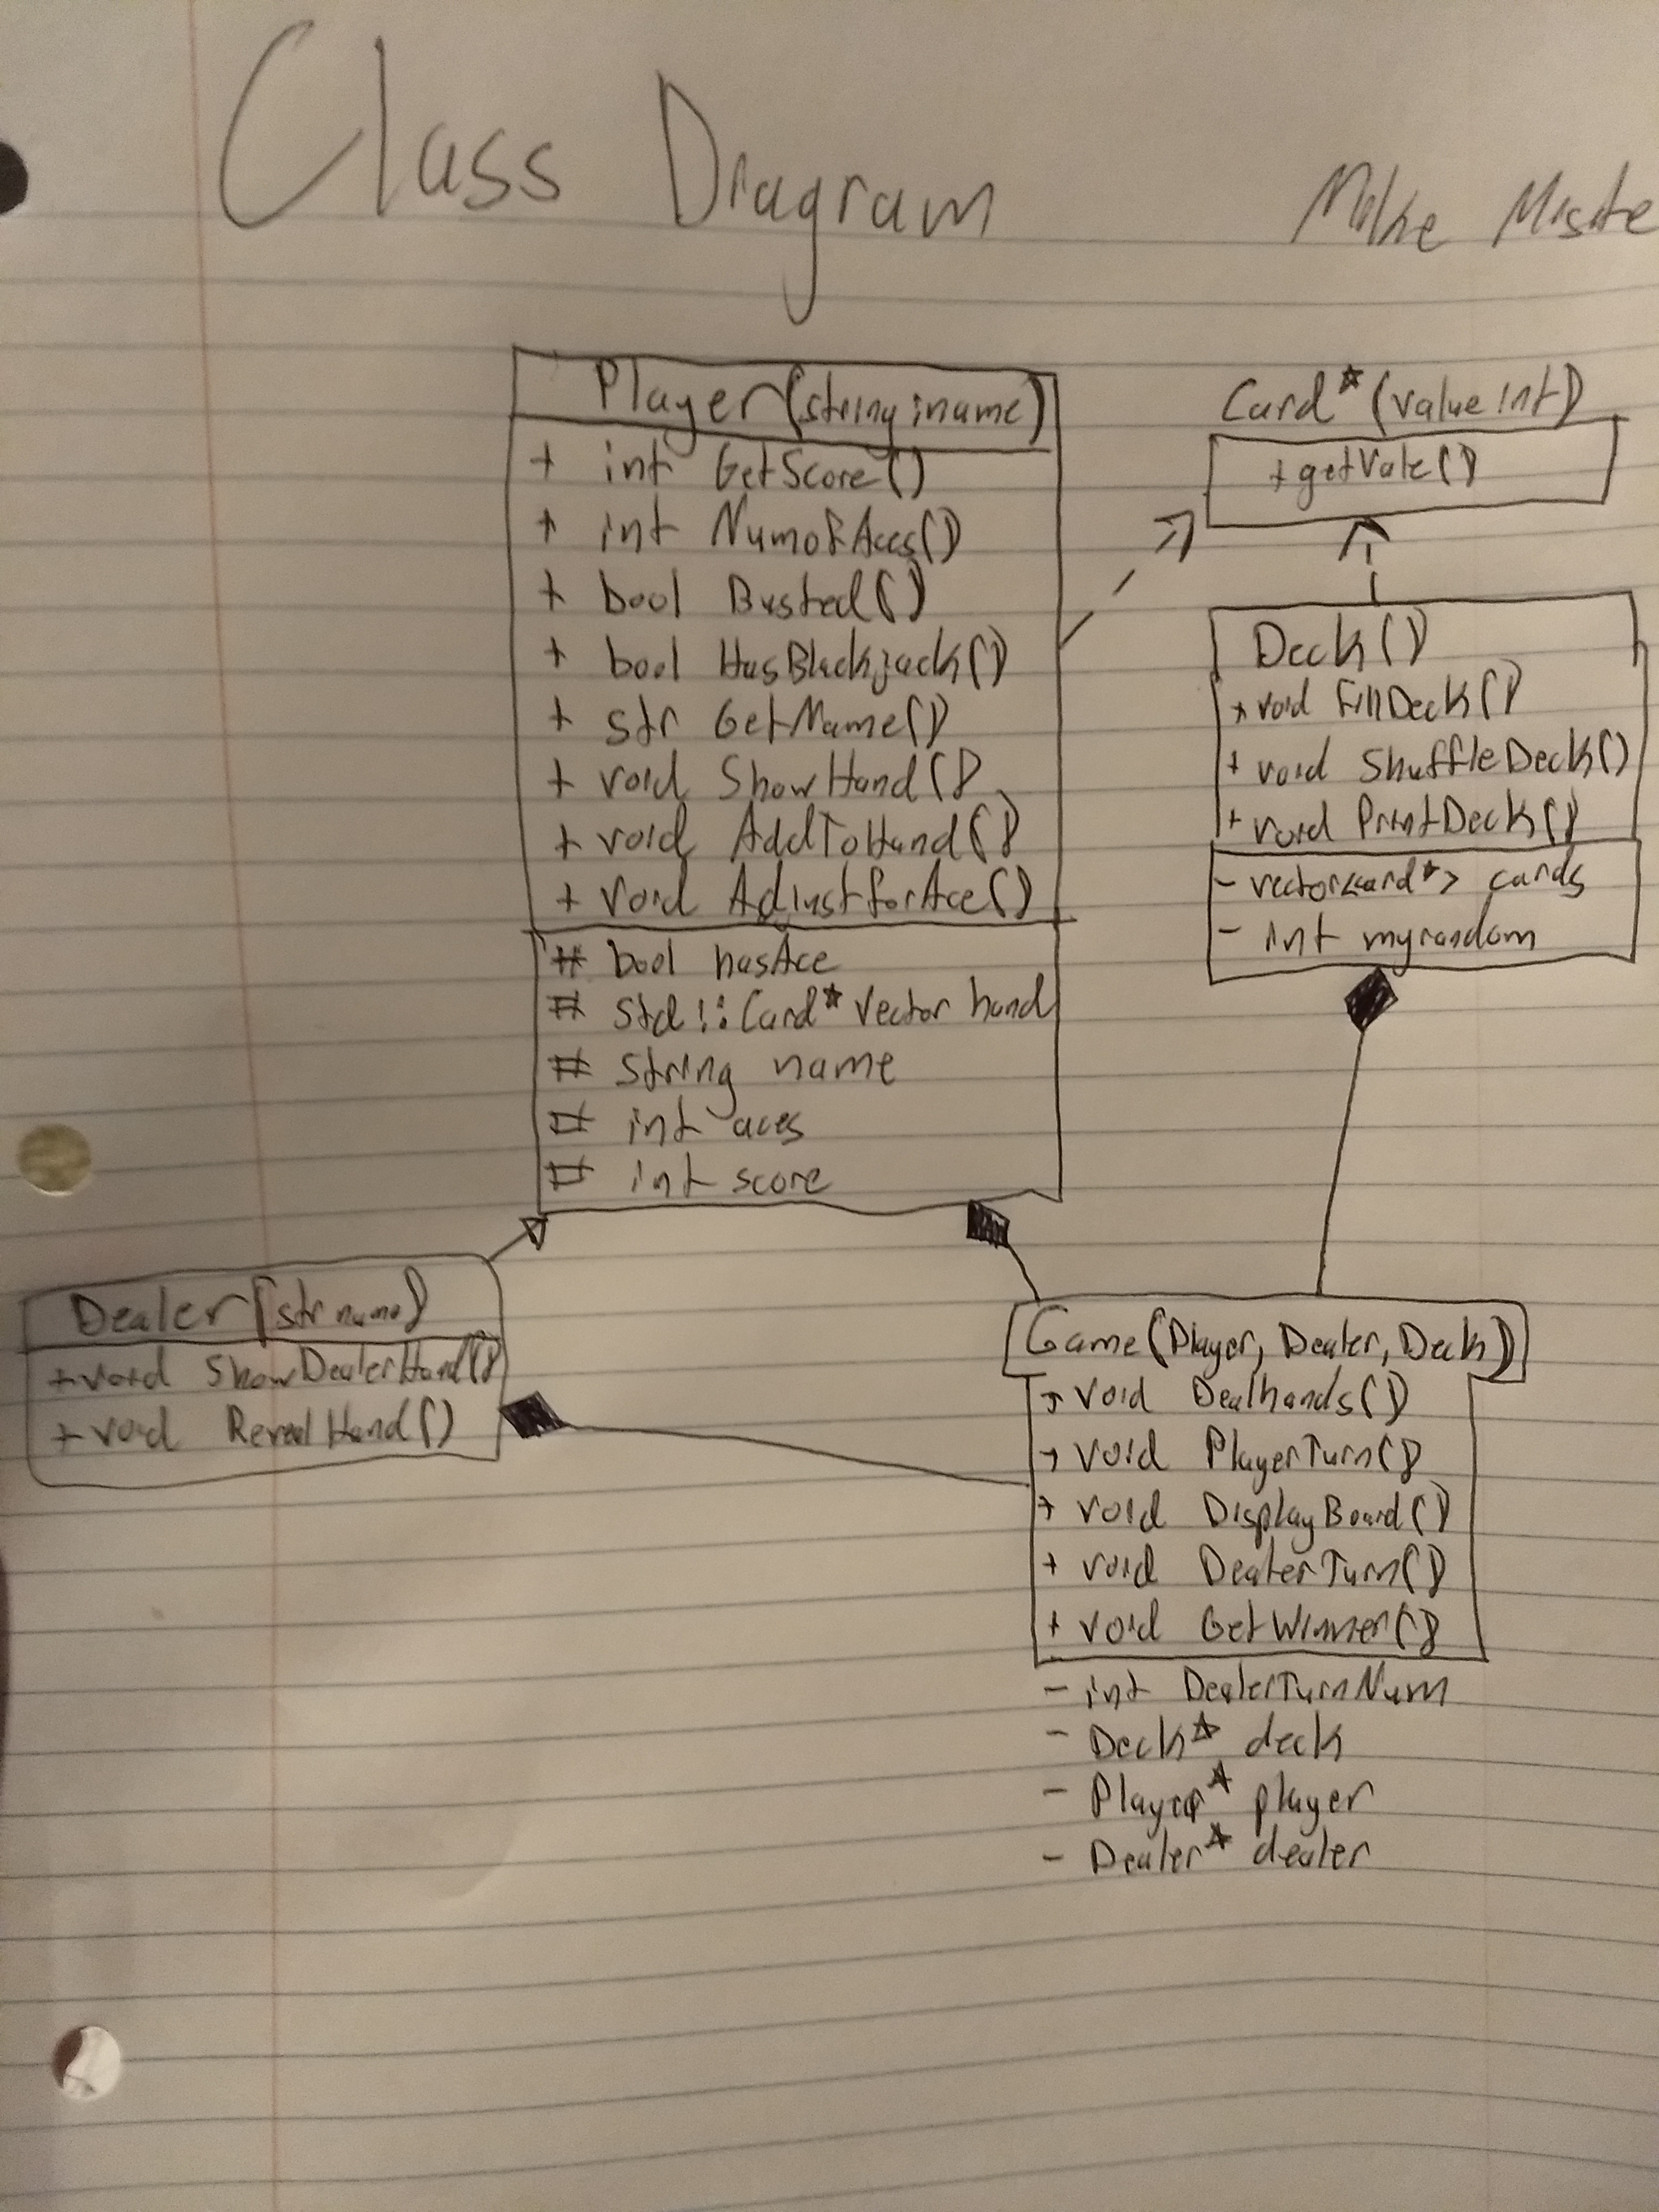 Class Diagram
Mike
Player(string iname)
+ int GetScore()
+ int NumofAces()
+ bool Busted()
+ bool HasBlackjack()
+ str GetName()
+ void ShowHand()
+ void AddToHand()
+ void AdjustforAce()
# bool hasAce
# std::Card* vector hand
# string name
# int aces
# int score
Card*(value int)
+getVale()
Deck()
+ void FillDeck()
+ void ShuffleDeck()
+ void PrintDeck()
- vector<card*> cards
- int myrandom
Dealer(str name)
+void ShowDealerHand()
+ void RevealHand()
Game(Player, Dealer, Deck)
+ void Dealhands()
+ void PlayerTurn()
+ void DisplayBoard()
+ void DealerTurn()
+ void GetWinner()
- int DealerTurnNum
- Deck* deck
- Player* player
- Dealer* dealer